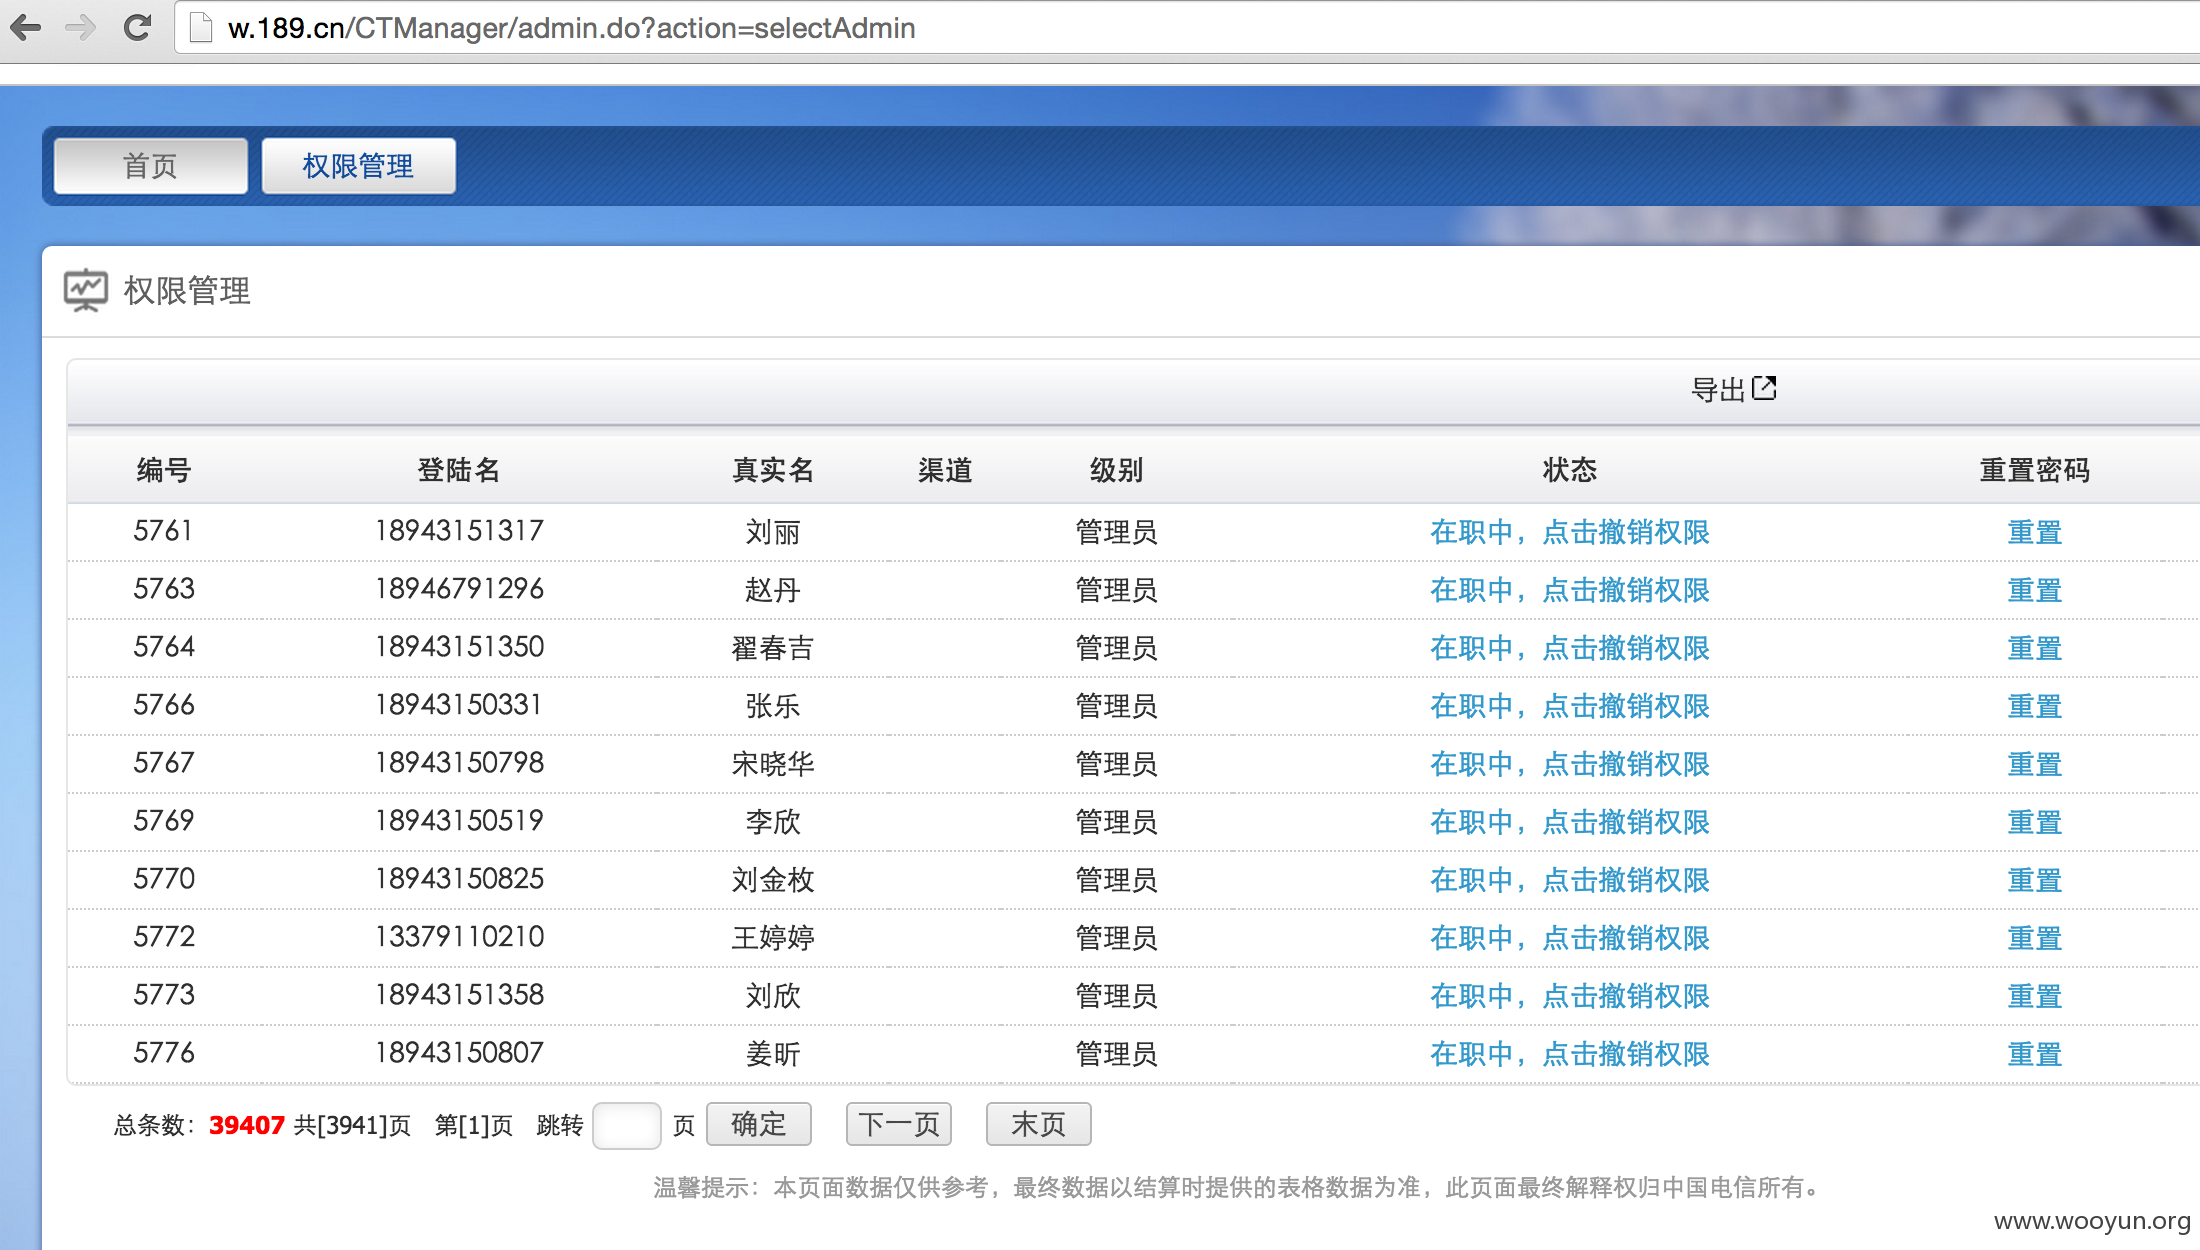 w.189.cn/CTManager/admin.do?action=selectAdmin
首页 权限管理
权限管理
导出
编号 登陆名 真实名 渠道 级别 状态 重置密码
5761 18943151317 刘丽 管理员 在职中，点击撤销权限 重置
5763 18946791296 赵丹 管理员 在职中，点击撤销权限 重置
5764 18943151350 翟春吉 管理员 在职中，点击撤销权限 重置
5766 18943150331 张乐 管理员 在职中，点击撤销权限 重置
5767 18943150798 宋晓华 管理员 在职中，点击撤销权限 重置
5769 18943150519 李欣 管理员 在职中，点击撤销权限 重置
5770 18943150825 刘金枚 管理员 在职中，点击撤销权限 重置
5772 13379110210 王婷婷 管理员 在职中，点击撤销权限 重置
5773 18943151358 刘欣 管理员 在职中，点击撤销权限 重置
5776 18943150807 姜昕 管理员 在职中，点击撤销权限 重置
总条数：39407 共[3941]页 第[1]页 跳转 页 确定 下一页 末页
温馨提示：本页面数据仅供参考，最终数据以结算时提供的表格数据为准，此页面最终解释权归中国电信所有。
www.wooyun.org